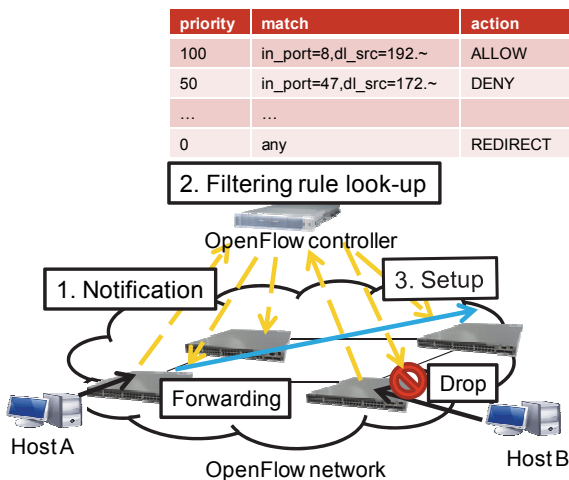 priority match action
100 in_port=8,dl_src=192.~ ALLOW
50 in_port=47,dl_src=172.~ DENY
... ...
0 any REDIRECT
2. Filtering rule look-up
OpenFlow controller
1. Notification
3. Setup
Forwarding
Drop
Host A
Host B
OpenFlow network